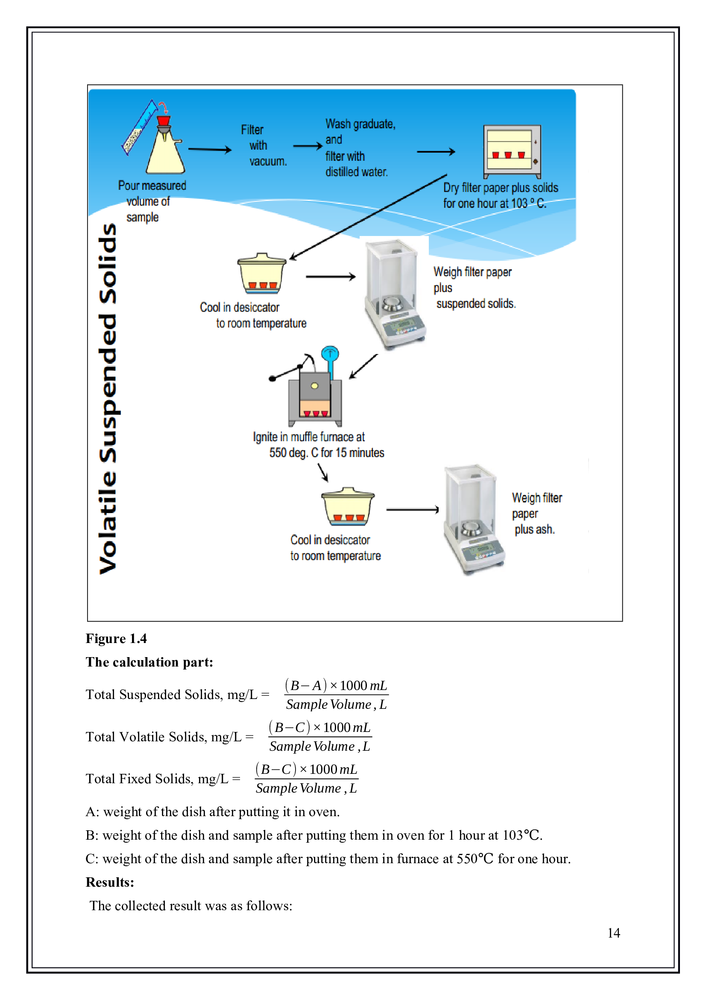 Volatile Suspended Solids
Pour measured
volume of
sample
Filter
with
vacuum.
Wash graduate,
and
filter with
distilled water.
Dry filter paper plus solids
for one hour at 103 º C.
Cool in desiccator
to room temperature
Weigh filter paper
plus
suspended solids.
Ignite in muffle furnace at
550 deg. C for 15 minutes
Cool in desiccator
to room temperature
Weigh filter
paper
plus ash.
Figure 1.4
The calculation part:
Total Suspended Solids, mg/L = (B−A)×1000 mL / Sample Volume , L
Total Volatile Solids, mg/L = (B−C)×1000 mL / Sample Volume , L
Total Fixed Solids, mg/L = (B−C)×1000 mL / Sample Volume , L
A: weight of the dish after putting it in oven.
B: weight of the dish and sample after putting them in oven for 1 hour at 103℃.
C: weight of the dish and sample after putting them in furnace at 550℃ for one hour.
Results:
The collected result was as follows:
14